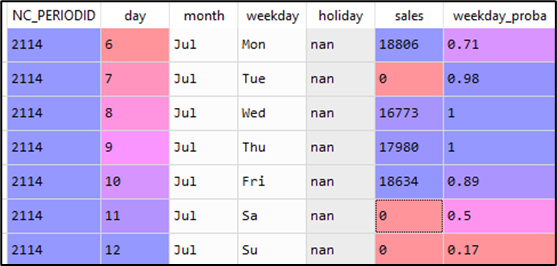 NC_PERIODID day month weekday holiday sales weekday_proba
2114 6 Jul Mon nan 18806 0.71
2114 7 Jul Tue nan 0 0.98
2114 8 Jul Wed nan 16773 1
2114 9 Jul Thu nan 17980 1
2114 10 Jul Fri nan 18634 0.89
2114 11 Jul Sa nan 0 0.5
2114 12 Jul Su nan 0 0.17